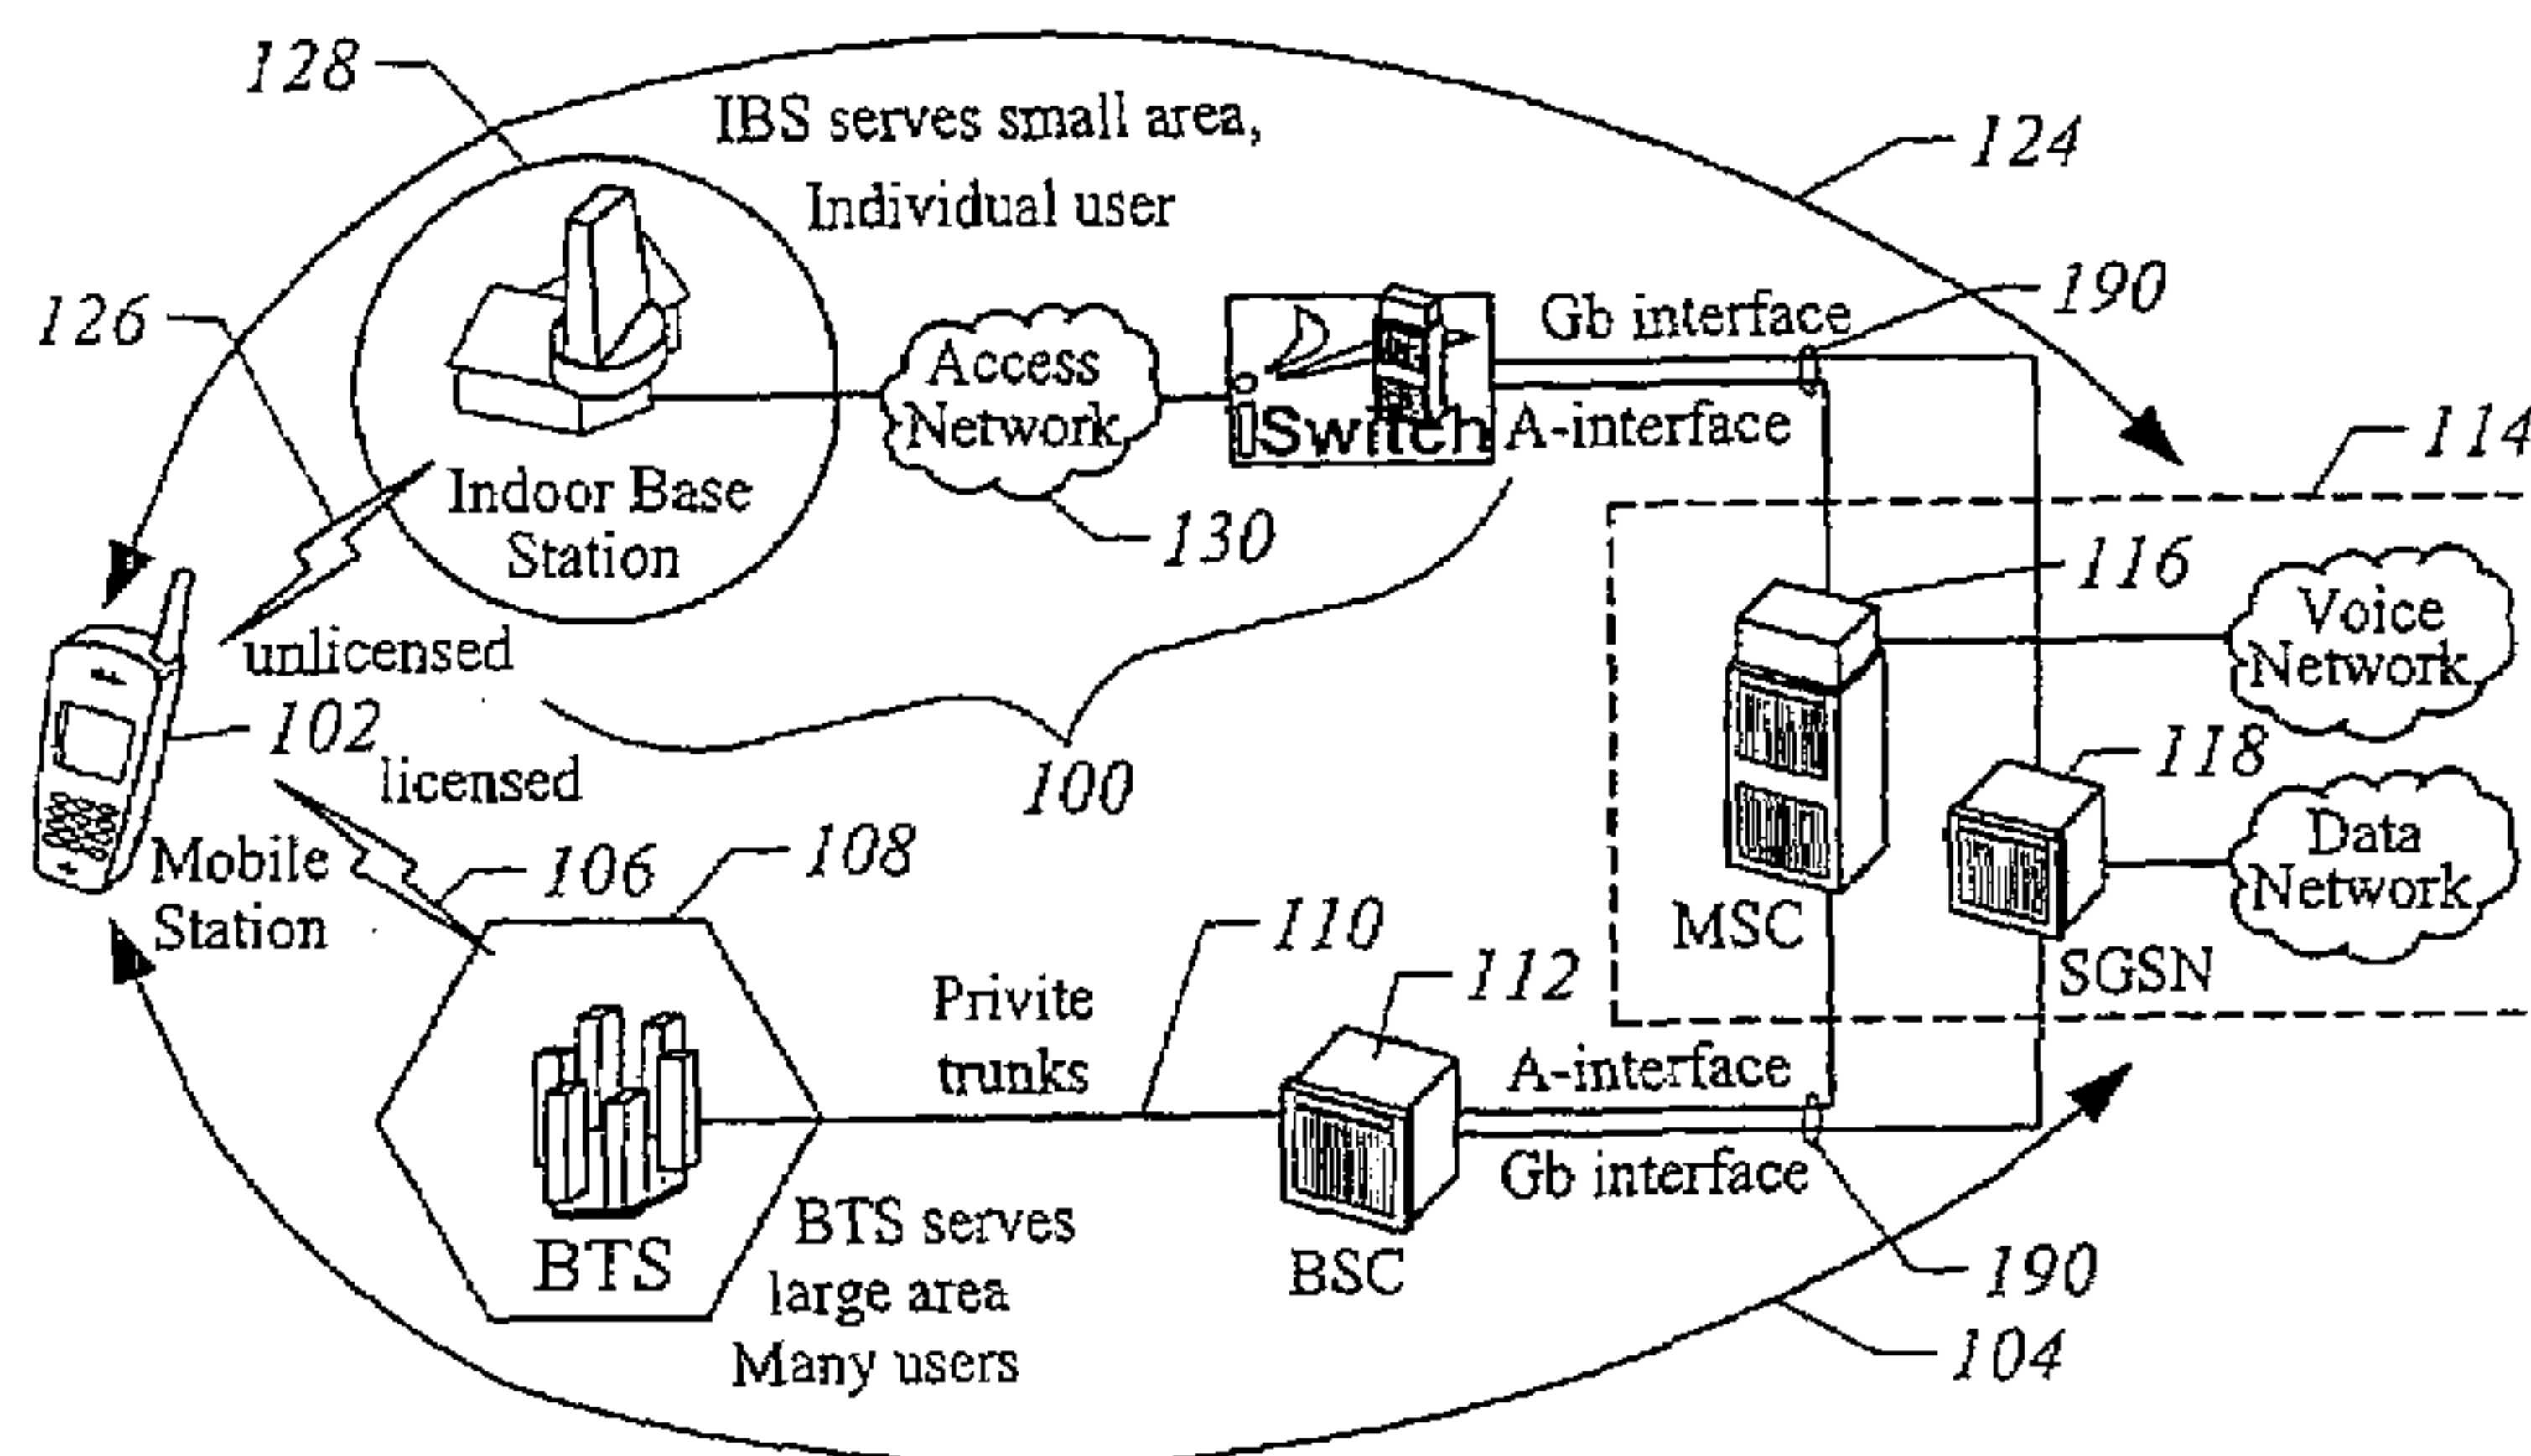 128
IBS serves small area,
Individual user
124
126
190
Gb interface
Access
Network
iSwitch
A-interface
114
Indoor Base
Station
130
116
Voice
Network
unlicensed
102
licensed
100
118
Data
Network
Mobile
Station
106
108
MSC
110
SGSN
Privite
trunks
112
A-interface
Gb interface
BTS
BTS serves
large area
Many users
BSC
190
104